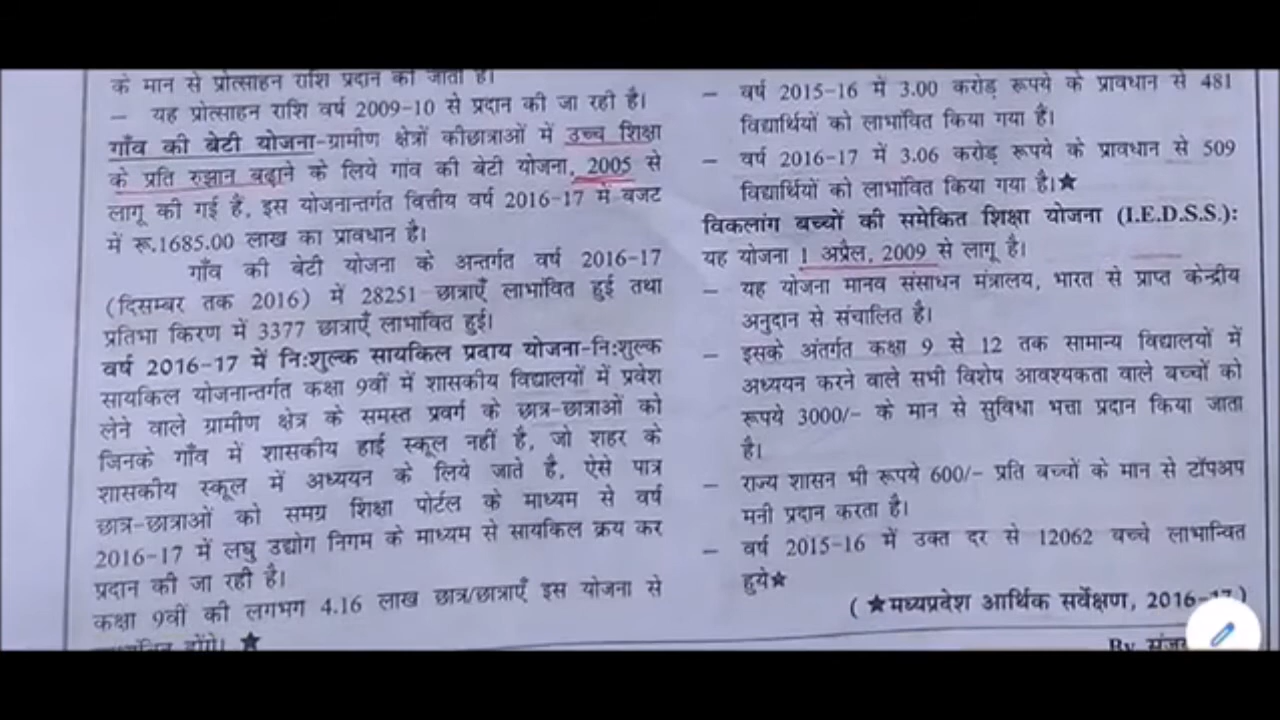 के मान से प्रोत्साहन राशि प्रदान की जाती है।
– यह प्रोत्साहन राशि वर्ष 2009-10 से प्रदान की जा रही है।
गाँव की बेटी योजना-ग्रामीण क्षेत्रों कीछात्राओं में उच्च शिक्षा
के प्रति रुझान बढ़ाने के लिये गांव की बेटी योजना, 2005 से
लागू की गई है, इस योजनान्तर्गत वित्तीय वर्ष 2016-17 में बजट
में रू.1685.00 लाख का प्रावधान है।
गाँव की बेटी योजना के अन्तर्गत वर्ष 2016-17
(दिसम्बर तक 2016) में 28251 छात्राएँ लाभांवित हुई तथा
प्रतिभा किरण में 3377 छात्राएँ लाभांवित हुई।
वर्ष 2016-17 में नि:शुल्क सायकिल प्रदाय योजना-नि:शुल्क
सायकिल योजनान्तर्गत कक्षा 9वीं में शासकीय विद्यालयों में प्रवेश
लेने वाले ग्रामीण क्षेत्र के समस्त प्रवर्ग के छात्र-छात्राओं को
जिनके गाँव में शासकीय हाई स्कूल नहीं है, जो शहर के
शासकीय स्कूल में अध्ययन के लिये जाते है, ऐसे पात्र
छात्र-छात्राओं को समग्र शिक्षा पोर्टल के माध्यम से वर्ष
2016-17 में लघु उद्योग निगम के माध्यम से सायकिल क्रय कर
प्रदान की जा रही है।
कक्षा 9वीं की लगभग 4.16 लाख छात्र/छात्राएँ इस योजना से
होंगे। ★
– वर्ष 2015-16 में 3.00 करोड़ रूपये के प्रावधान से 481
विद्यार्थियों को लाभांवित किया गया है।
– वर्ष 2016-17 में 3.06 करोड़ रूपये के प्रावधान से 509
विद्यार्थियों को लाभांवित किया गया है।★
विकलांग बच्चों की समेकित शिक्षा योजना (I.E.D.S.S.):
यह योजना 1 अप्रैल, 2009 से लागू है।
– यह योजना मानव संसाधन मंत्रालय, भारत से प्राप्त केन्द्रीय
अनुदान से संचालित है।
– इसके अंतर्गत कक्षा 9 से 12 तक सामान्य विद्यालयों में
अध्ययन करने वाले सभी विशेष आवश्यकता वाले बच्चों को
रूपये 3000/- के मान से सुविधा भत्ता प्रदान किया जाता
है।
– राज्य शासन भी रूपये 600/- प्रति बच्चों के मान से टॉपअप
मनी प्रदान करता है।
– वर्ष 2015-16 में उक्त दर से 12062 बच्चे लाभान्वित
हुये★
(★मध्यप्रदेश आर्थिक सर्वेक्षण, 2016-17)
By